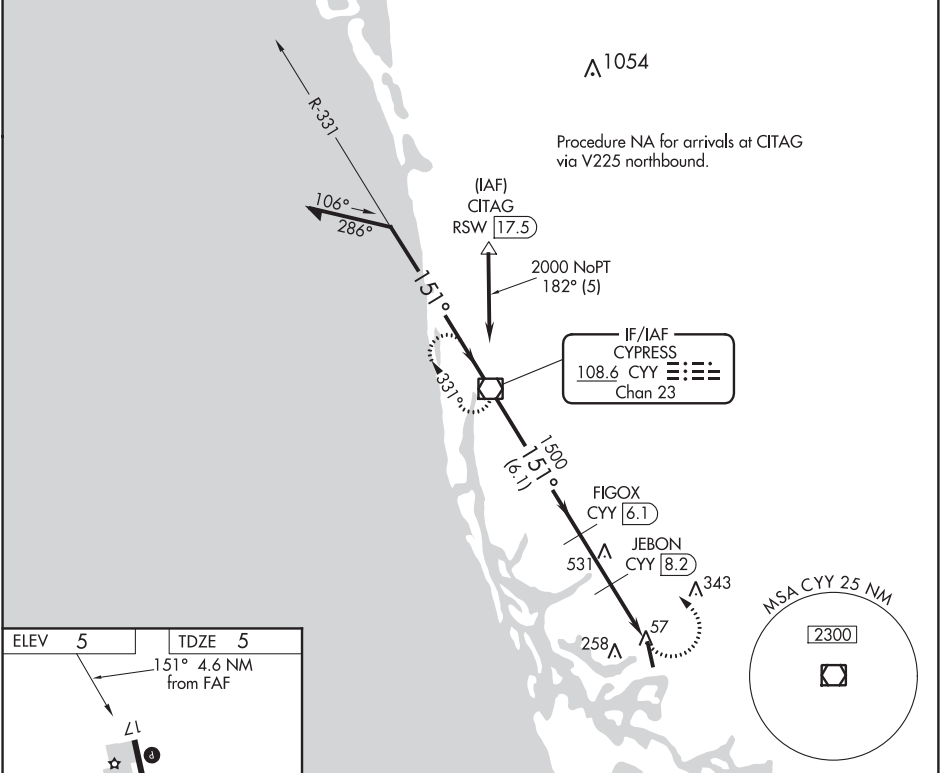 1054
R-331
Procedure NA for arrivals at CITAG
via V225 northbound.
(IAF)
CITAG
RSW 17.5
106°
286°
2000 NoPT
182° (5)
151°
IF/IAF
CYPRESS
108.6 CYY
Chan 23
331°
1500
151°
(6.1)
FIGOX
CYY 6.1
531
JEBON
CYY 8.2
343
MSA CYY 25 NM
2300
57
258
ELEV 5
TDZE 5
151° 4.6 NM
from FAF
17
P